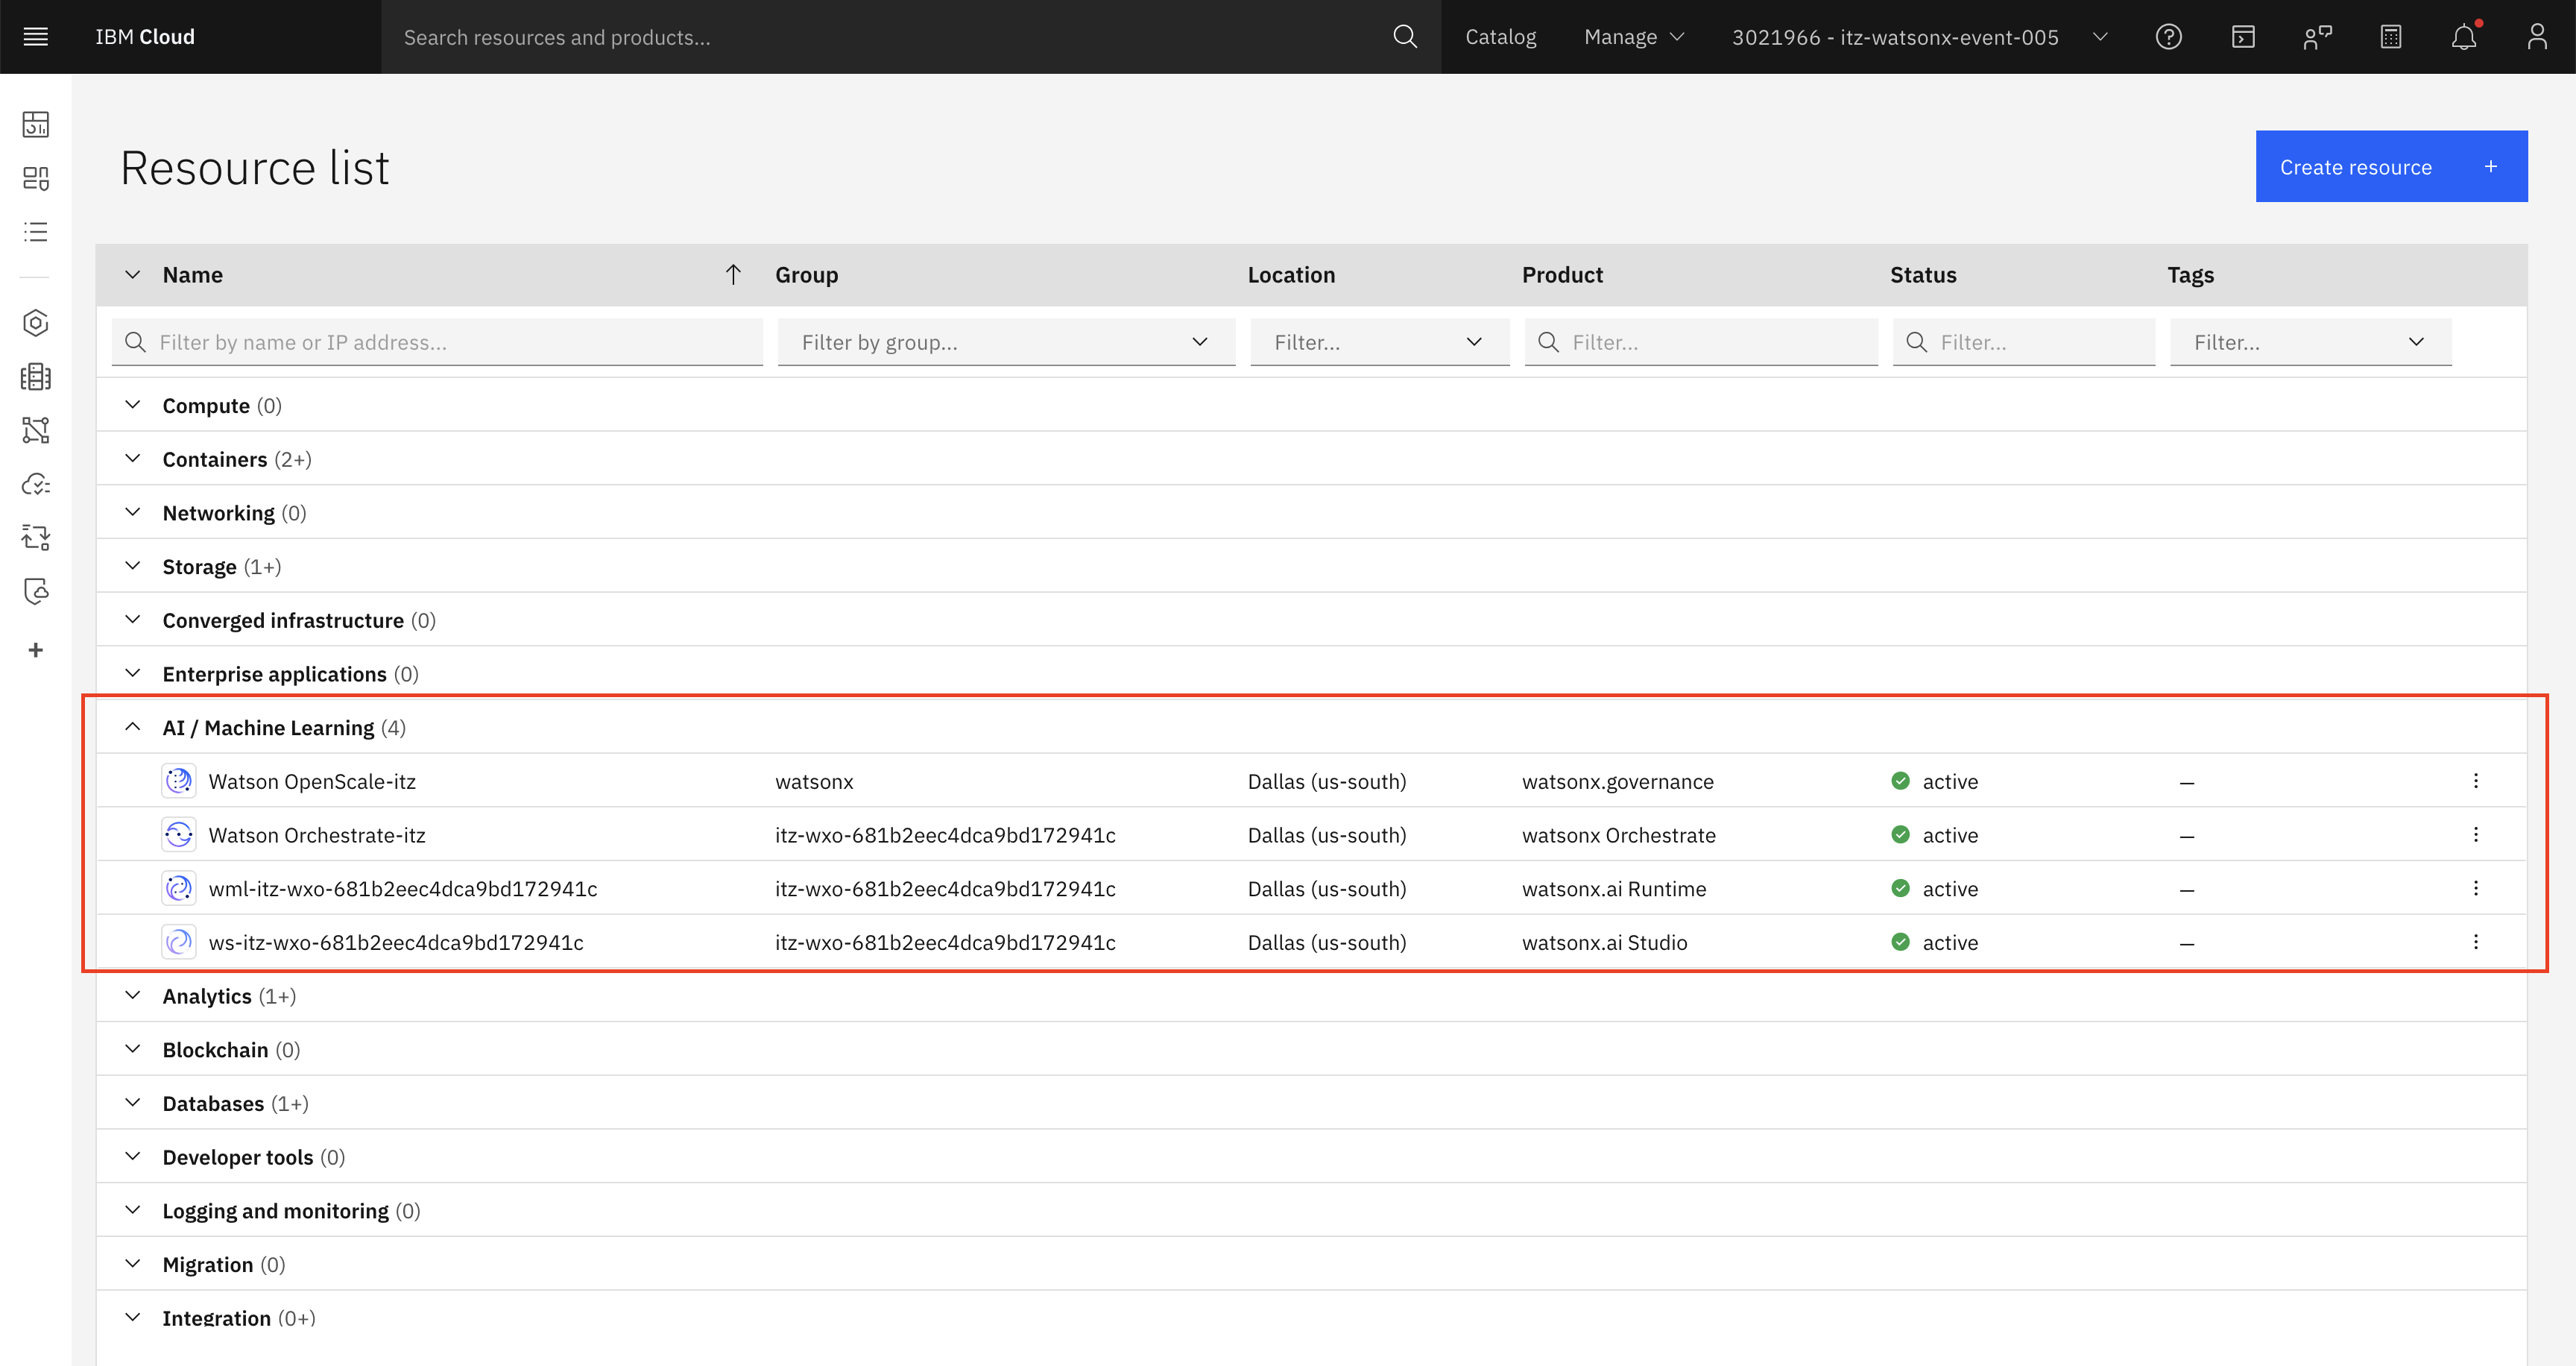 IBM Cloud
Search resources and products...
Catalog
Manage
3021966 - itz-watsonx-event-005
Resource list
Create resource +
Name Group Location Product Status Tags
Filter by name or IP address... Filter by group... Filter... Filter... Filter... Filter...
Compute (0)
Containers (2+)
Networking (0)
Storage (1+)
Converged infrastructure (0)
Enterprise applications (0)
AI / Machine Learning (4)
Watson OpenScale-itz watsonx Dallas (us-south) watsonx.governance active —
Watson Orchestrate-itz itz-wxo-681b2eec4dca9bd172941c Dallas (us-south) watsonx Orchestrate active —
wml-itz-wxo-681b2eec4dca9bd172941c itz-wxo-681b2eec4dca9bd172941c Dallas (us-south) watsonx.ai Runtime active —
ws-itz-wxo-681b2eec4dca9bd172941c itz-wxo-681b2eec4dca9bd172941c Dallas (us-south) watsonx.ai Studio active —
Analytics (1+)
Blockchain (0)
Databases (1+)
Developer tools (0)
Logging and monitoring (0)
Migration (0)
Integration (0+)